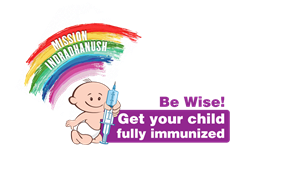 MISSION
INDRADHANUSH
Be Wise!
Get your child
fully immunized